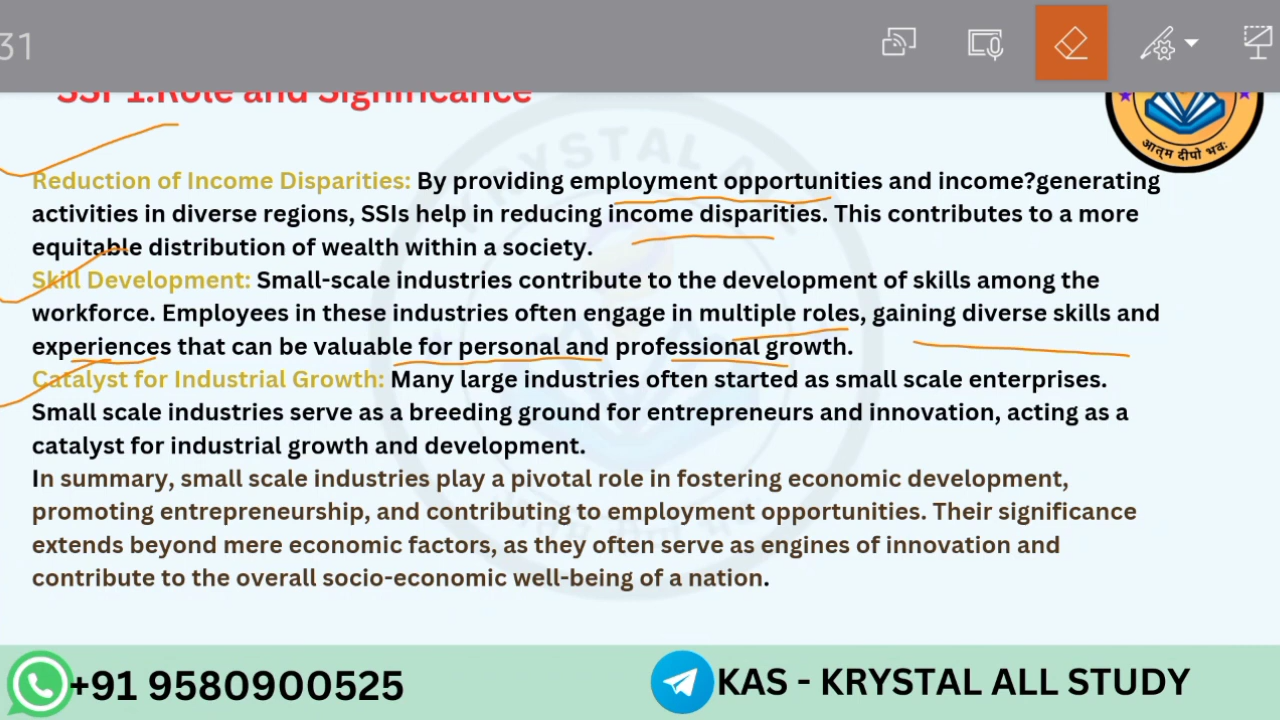 31
SSI 1.Role and Significance
आत्म दीपो भवः
Reduction of Income Disparities: By providing employment opportunities and income?generating
activities in diverse regions, SSIs help in reducing income disparities. This contributes to a more
equitable distribution of wealth within a society.
Skill Development: Small-scale industries contribute to the development of skills among the
workforce. Employees in these industries often engage in multiple roles, gaining diverse skills and
experiences that can be valuable for personal and professional growth.
Catalyst for Industrial Growth: Many large industries often started as small scale enterprises.
Small scale industries serve as a breeding ground for entrepreneurs and innovation, acting as a
catalyst for industrial growth and development.
In summary, small scale industries play a pivotal role in fostering economic development,
promoting entrepreneurship, and contributing to employment opportunities. Their significance
extends beyond mere economic factors, as they often serve as engines of innovation and
contribute to the overall socio-economic well-being of a nation.
+91 9580900525
KAS - KRYSTAL ALL STUDY